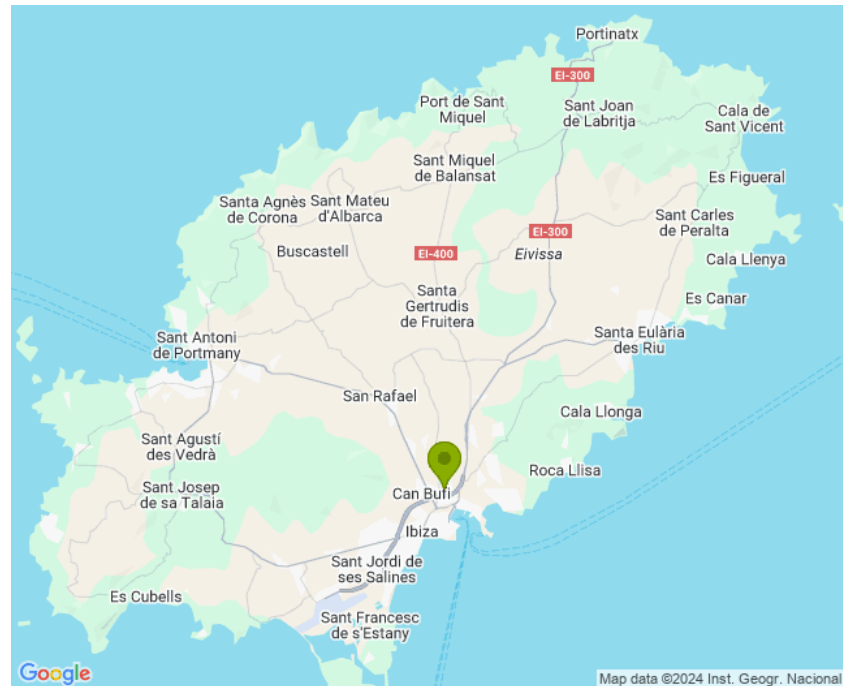 Portinatx
EI-300
Port de Sant
Miquel
Sant Joan
de Labritja
Cala de
Sant Vicent
Sant Miquel
de Balansat
Es Figueral
Santa Agnès
de Corona
Sant Mateu
d'Albarca
Sant Carles
de Peralta
EI-300
Buscastell
EI-400
Eivissa
Cala Llenya
Santa
Gertrudis
de Fruitera
Es Canar
Sant Antoni
de Portmany
Santa Eulària
des Riu
San Rafael
Cala Llonga
Sant Agustí
des Vedrà
Roca Llisa
Sant Josep
de sa Talaia
Can Bufí
Ibiza
Sant Jordi de
ses Salines
Es Cubells
Sant Francesc
de s'Estany
Google
Map data ©2024 Inst. Geogr. Nacional